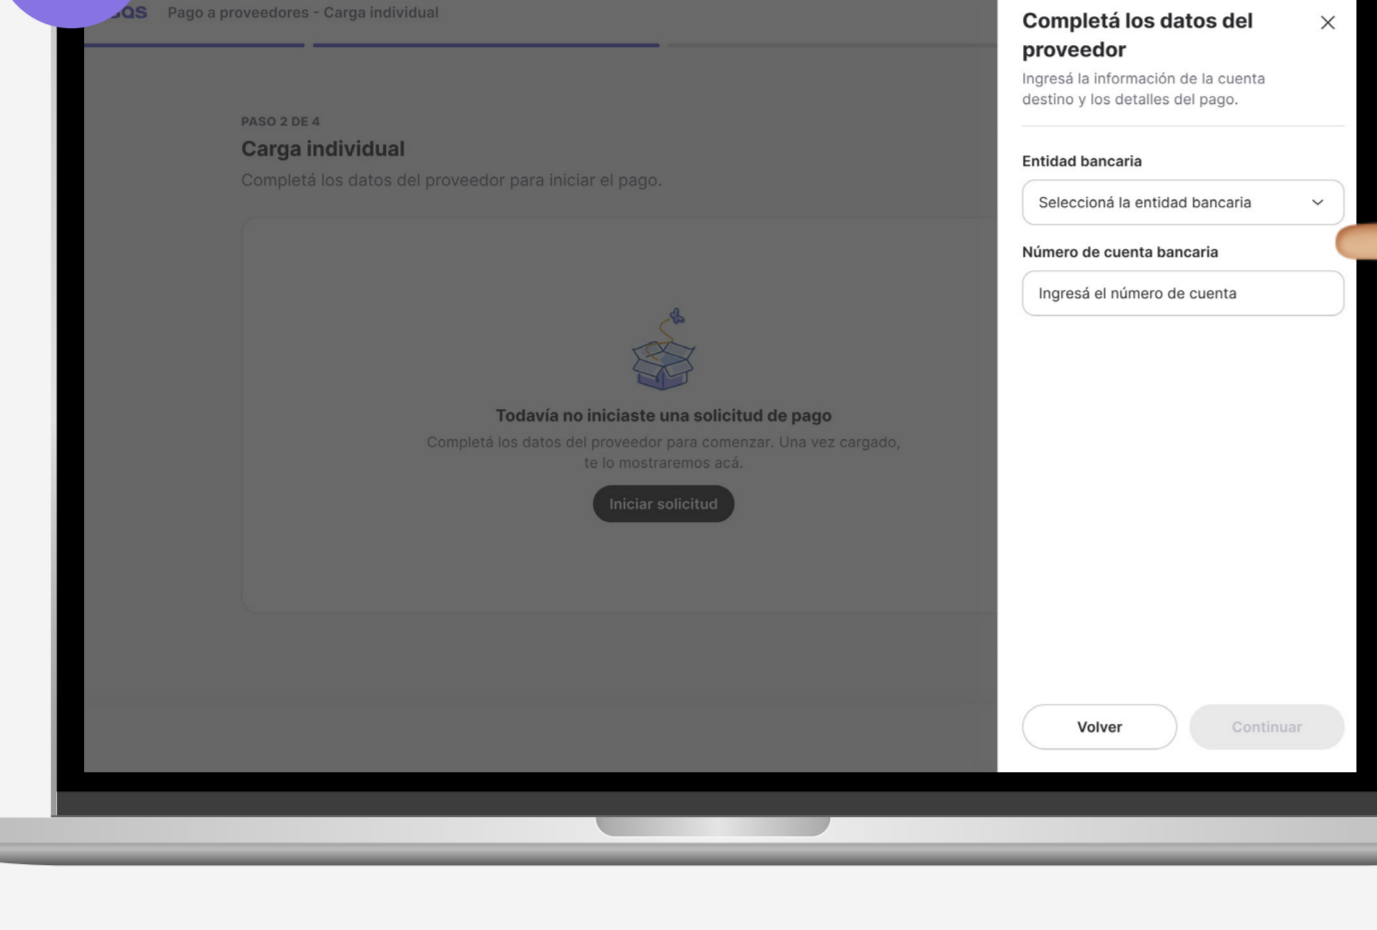 Pago a proveedores - Carga individual
PASO 2 DE 4
Carga individual
Completá los datos del proveedor para iniciar el pago.
Todavía no iniciaste una solicitud de pago
Completá los datos del proveedor para comenzar. Una vez cargado,
te lo mostraremos acá.
Iniciar solicitud
Completá los datos del
proveedor
Ingresá la información de la cuenta
destino y los detalles del pago.
Entidad bancaria
Seleccioná la entidad bancaria
Número de cuenta bancaria
Ingresá el número de cuenta
Volver
Continuar